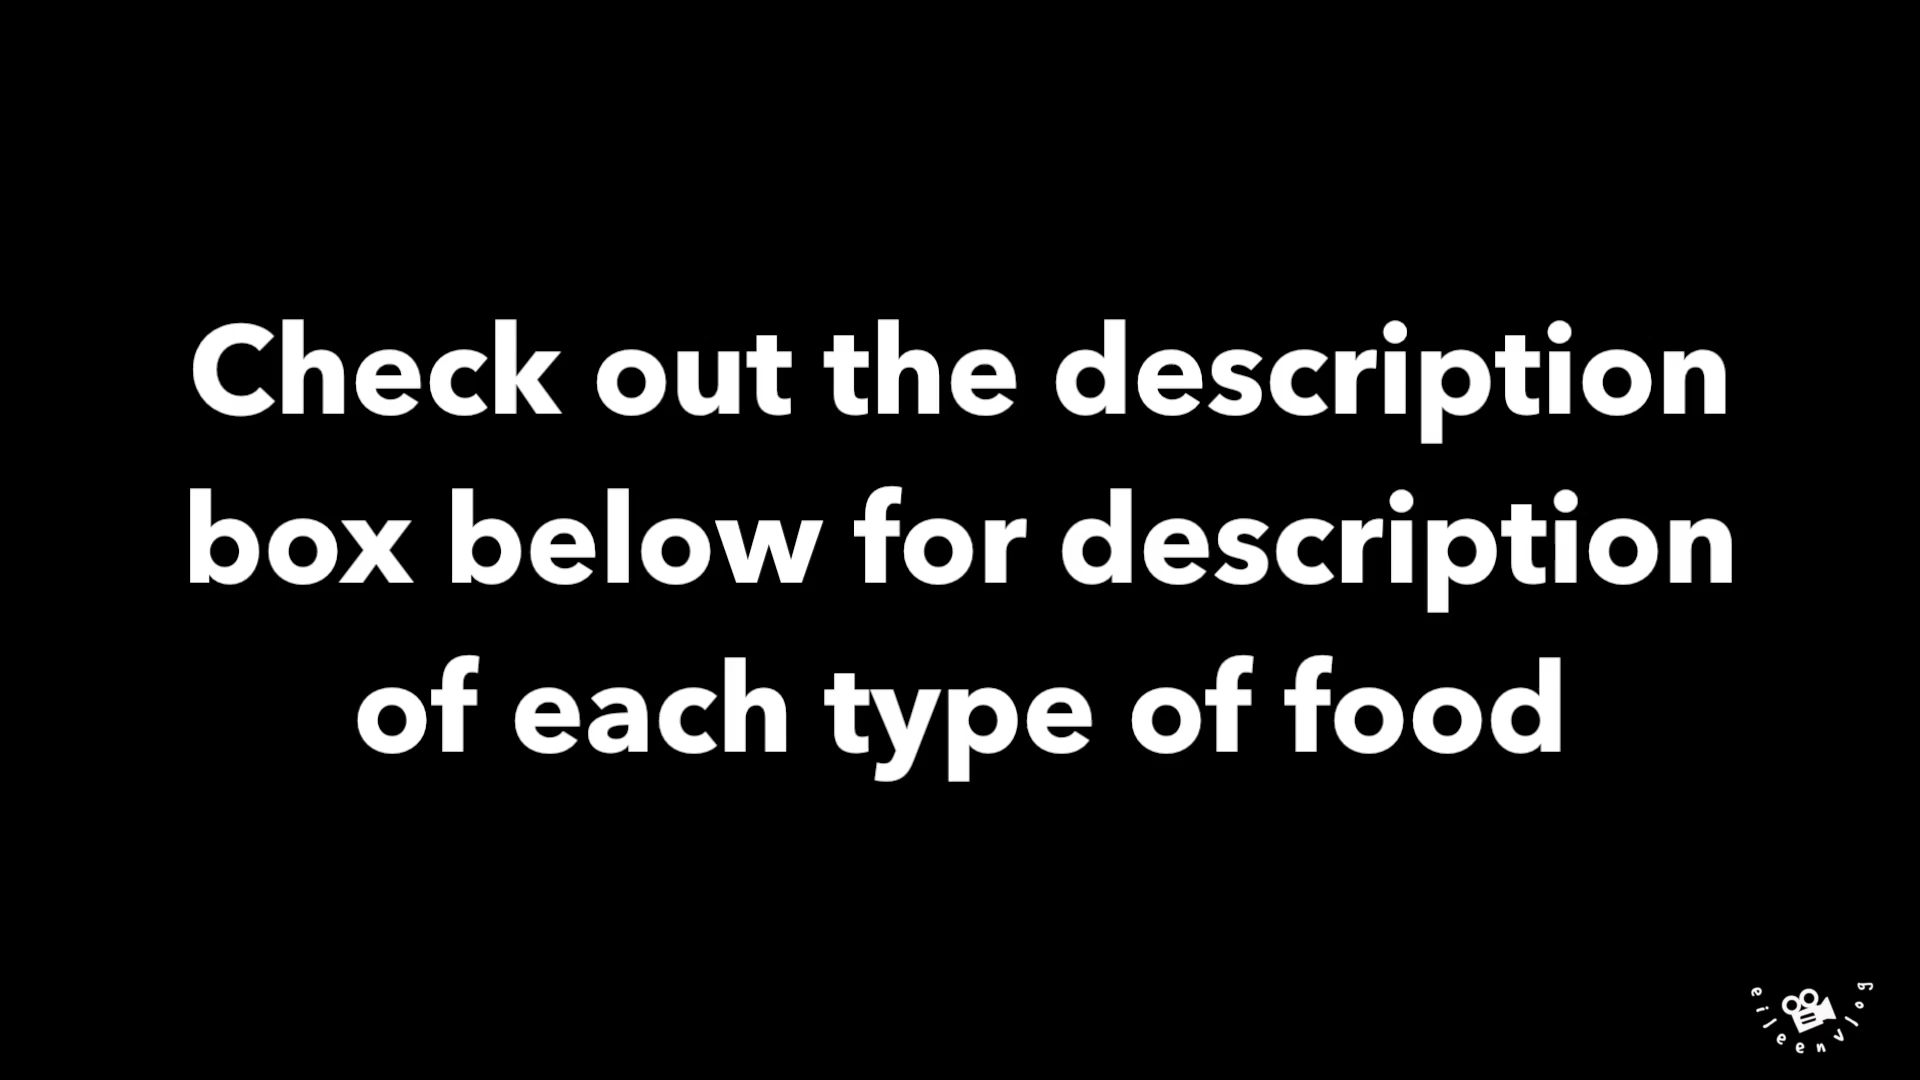 Check out the description
box below for description
of each type of food
eileenvlog